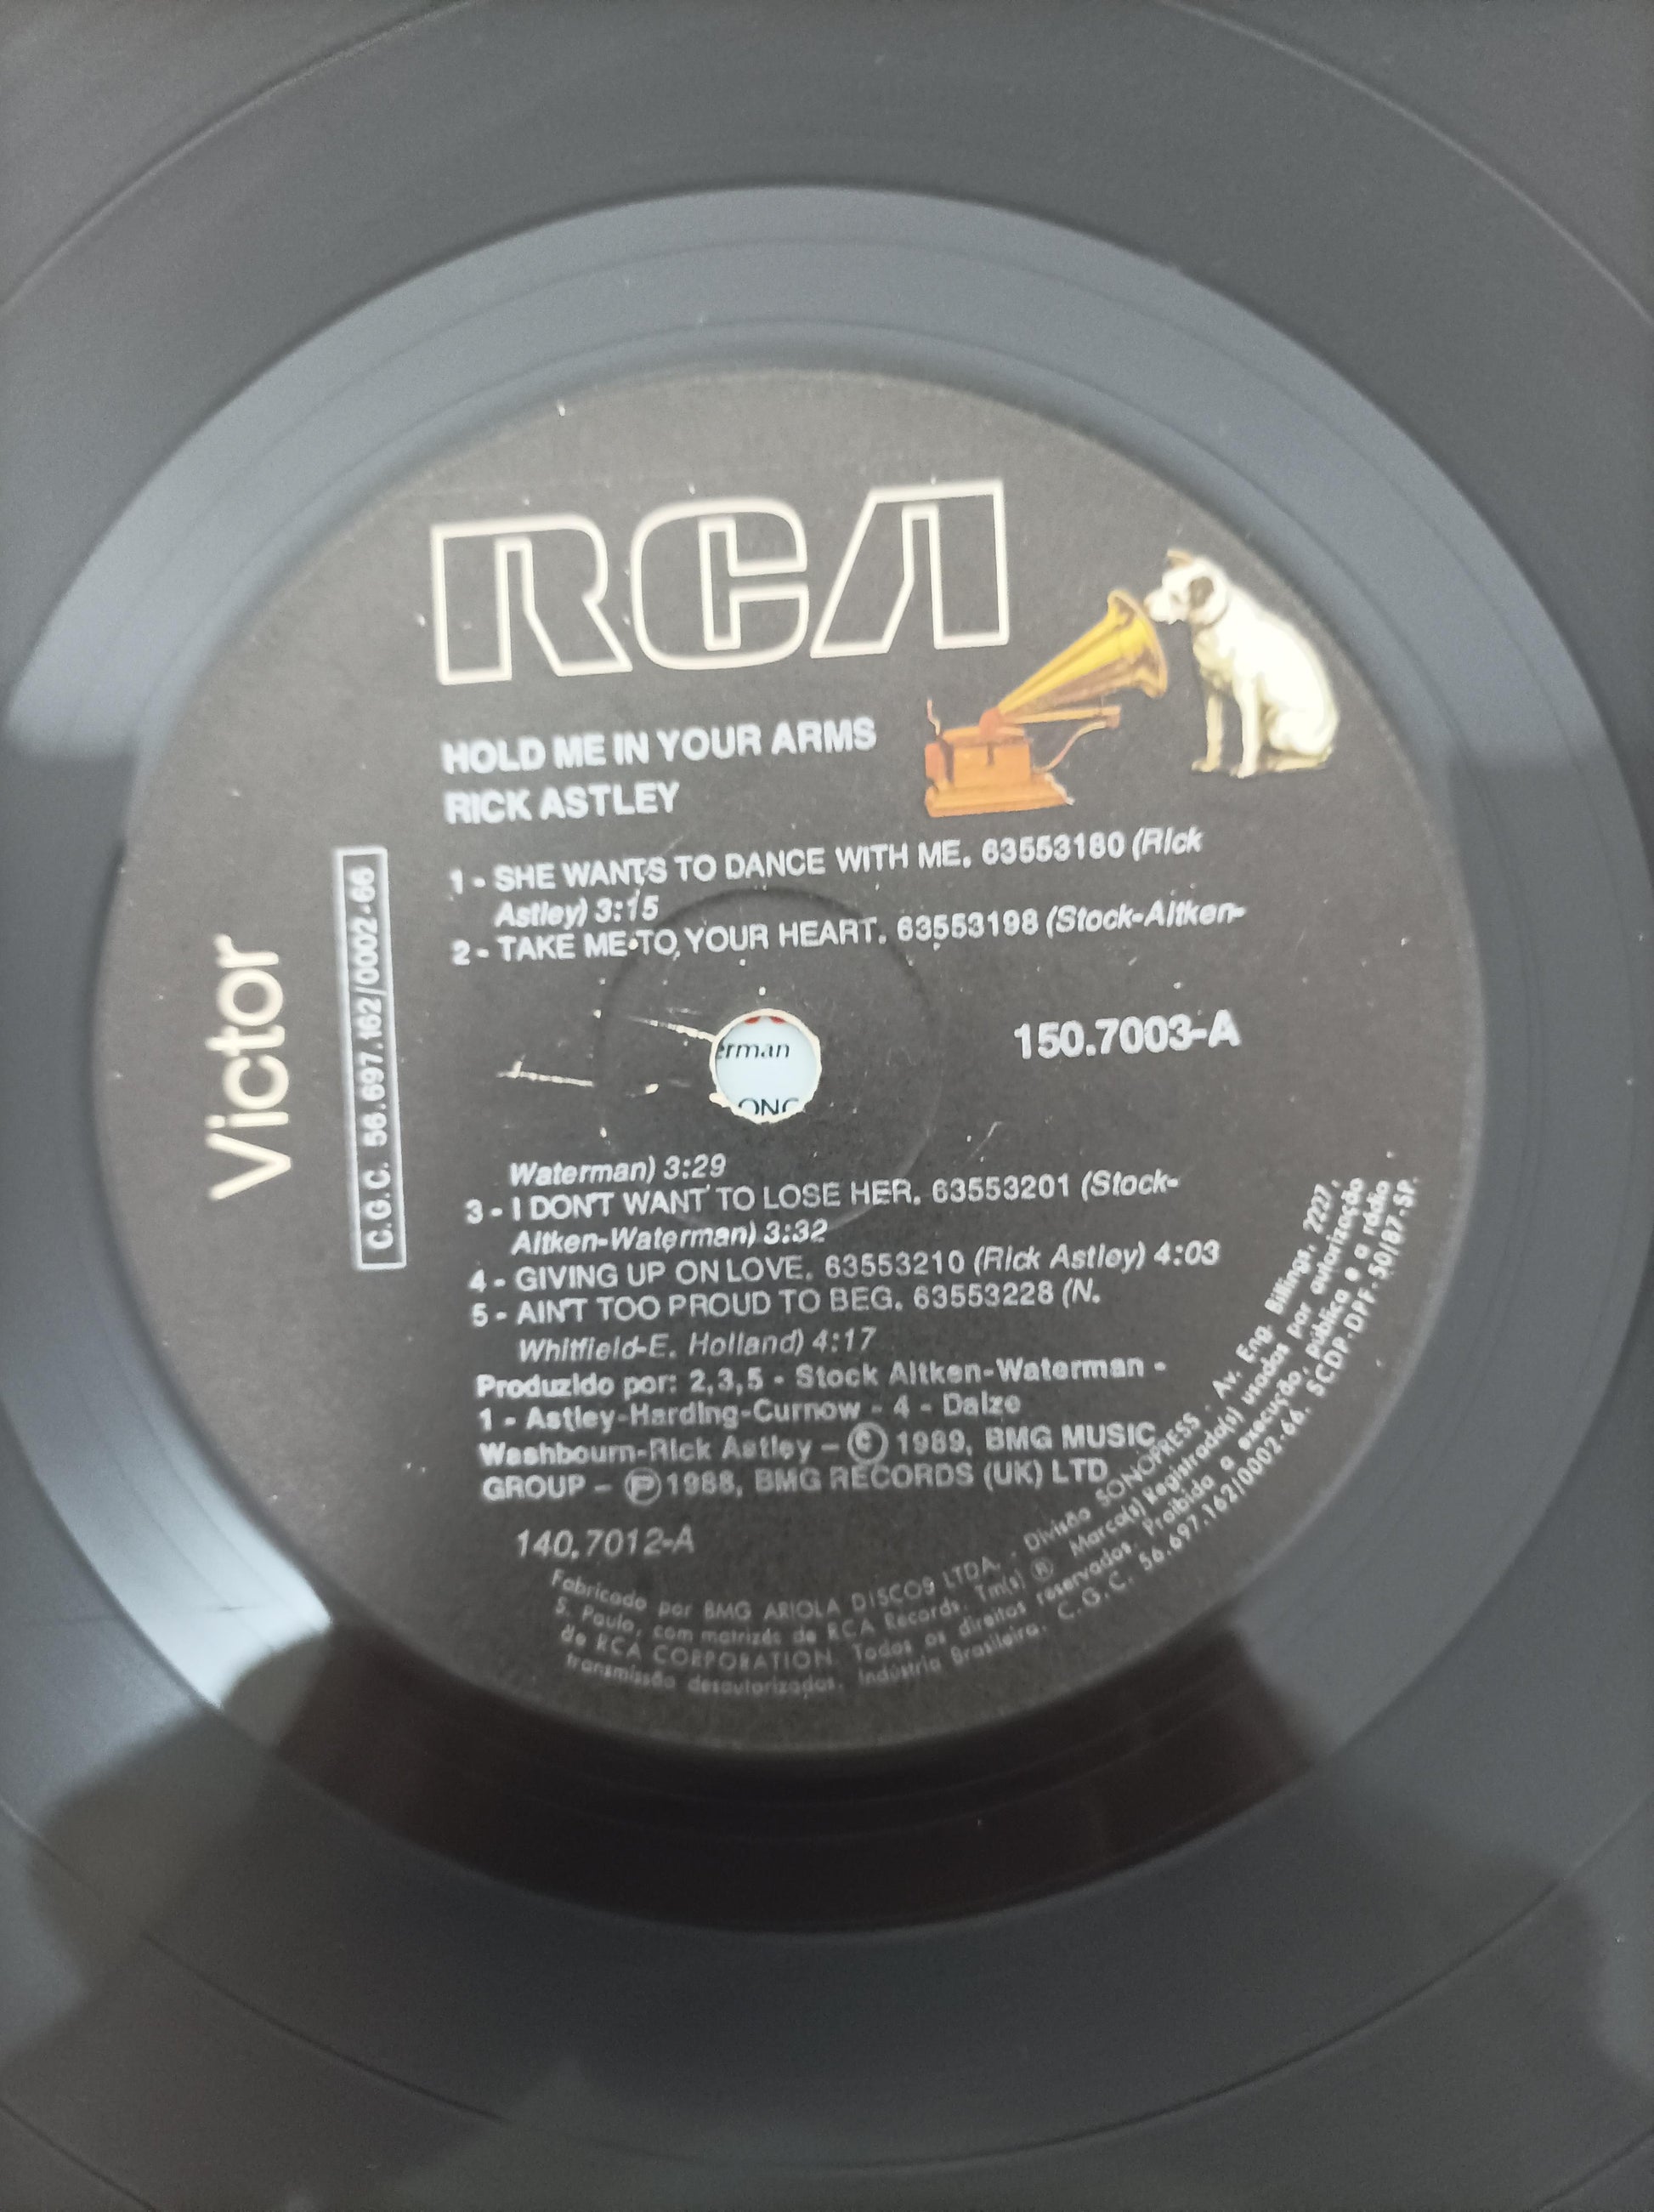 RCA
HOLD ME IN YOUR ARMS
RICK ASTLEY
1 - SHE WANTS TO DANCE WITH ME. 63553180 (Rick
Astley) 3:15
2 - TAKE ME TO YOUR HEART. 63553198 (Stock-Aitken-
Victor
C.G.C. 56.697.162/0002-66
150.7003-A
erman
ONG
Waterman) 3:29
3 - I DON'T WANT TO LOSE HER. 63553201 (Stock-
Aitken-Waterman) 3:32
4 - GIVING UP ON LOVE. 63553210 (Rick Astley) 4:03
5 - AIN'T TOO PROUD TO BEG. 63553228 (N.
Whitfield-E. Holland) 4:17
Produzido por: 2,3,5 - Stock Aitken-Waterman -
1 - Astley-Harding-Curnow - 4 - Daize
Washbourn-Rick Astley – © 1989, BMG MUSIC
GROUP – ℗ 1988, BMG RECORDS (UK) LTD
140.7012-A
Fabricado por BMG ARIOLA DISCOS LTDA. - Divisão SONOPRESS - Av. Eng. Billings, 2227,
S. Paulo, com matrizes de RCA Records. Tm(s) ® Marca(s) Registrada(s) usadas por autorização
de RCA CORPORATION. Todos os direitos reservados. Proibida a execução, pública e a rádio
transmissão desautorizadas. Indústria Brasileira. C.G.C. 56.697.162/0002-66. SCDP-DPF-50/87-SP.